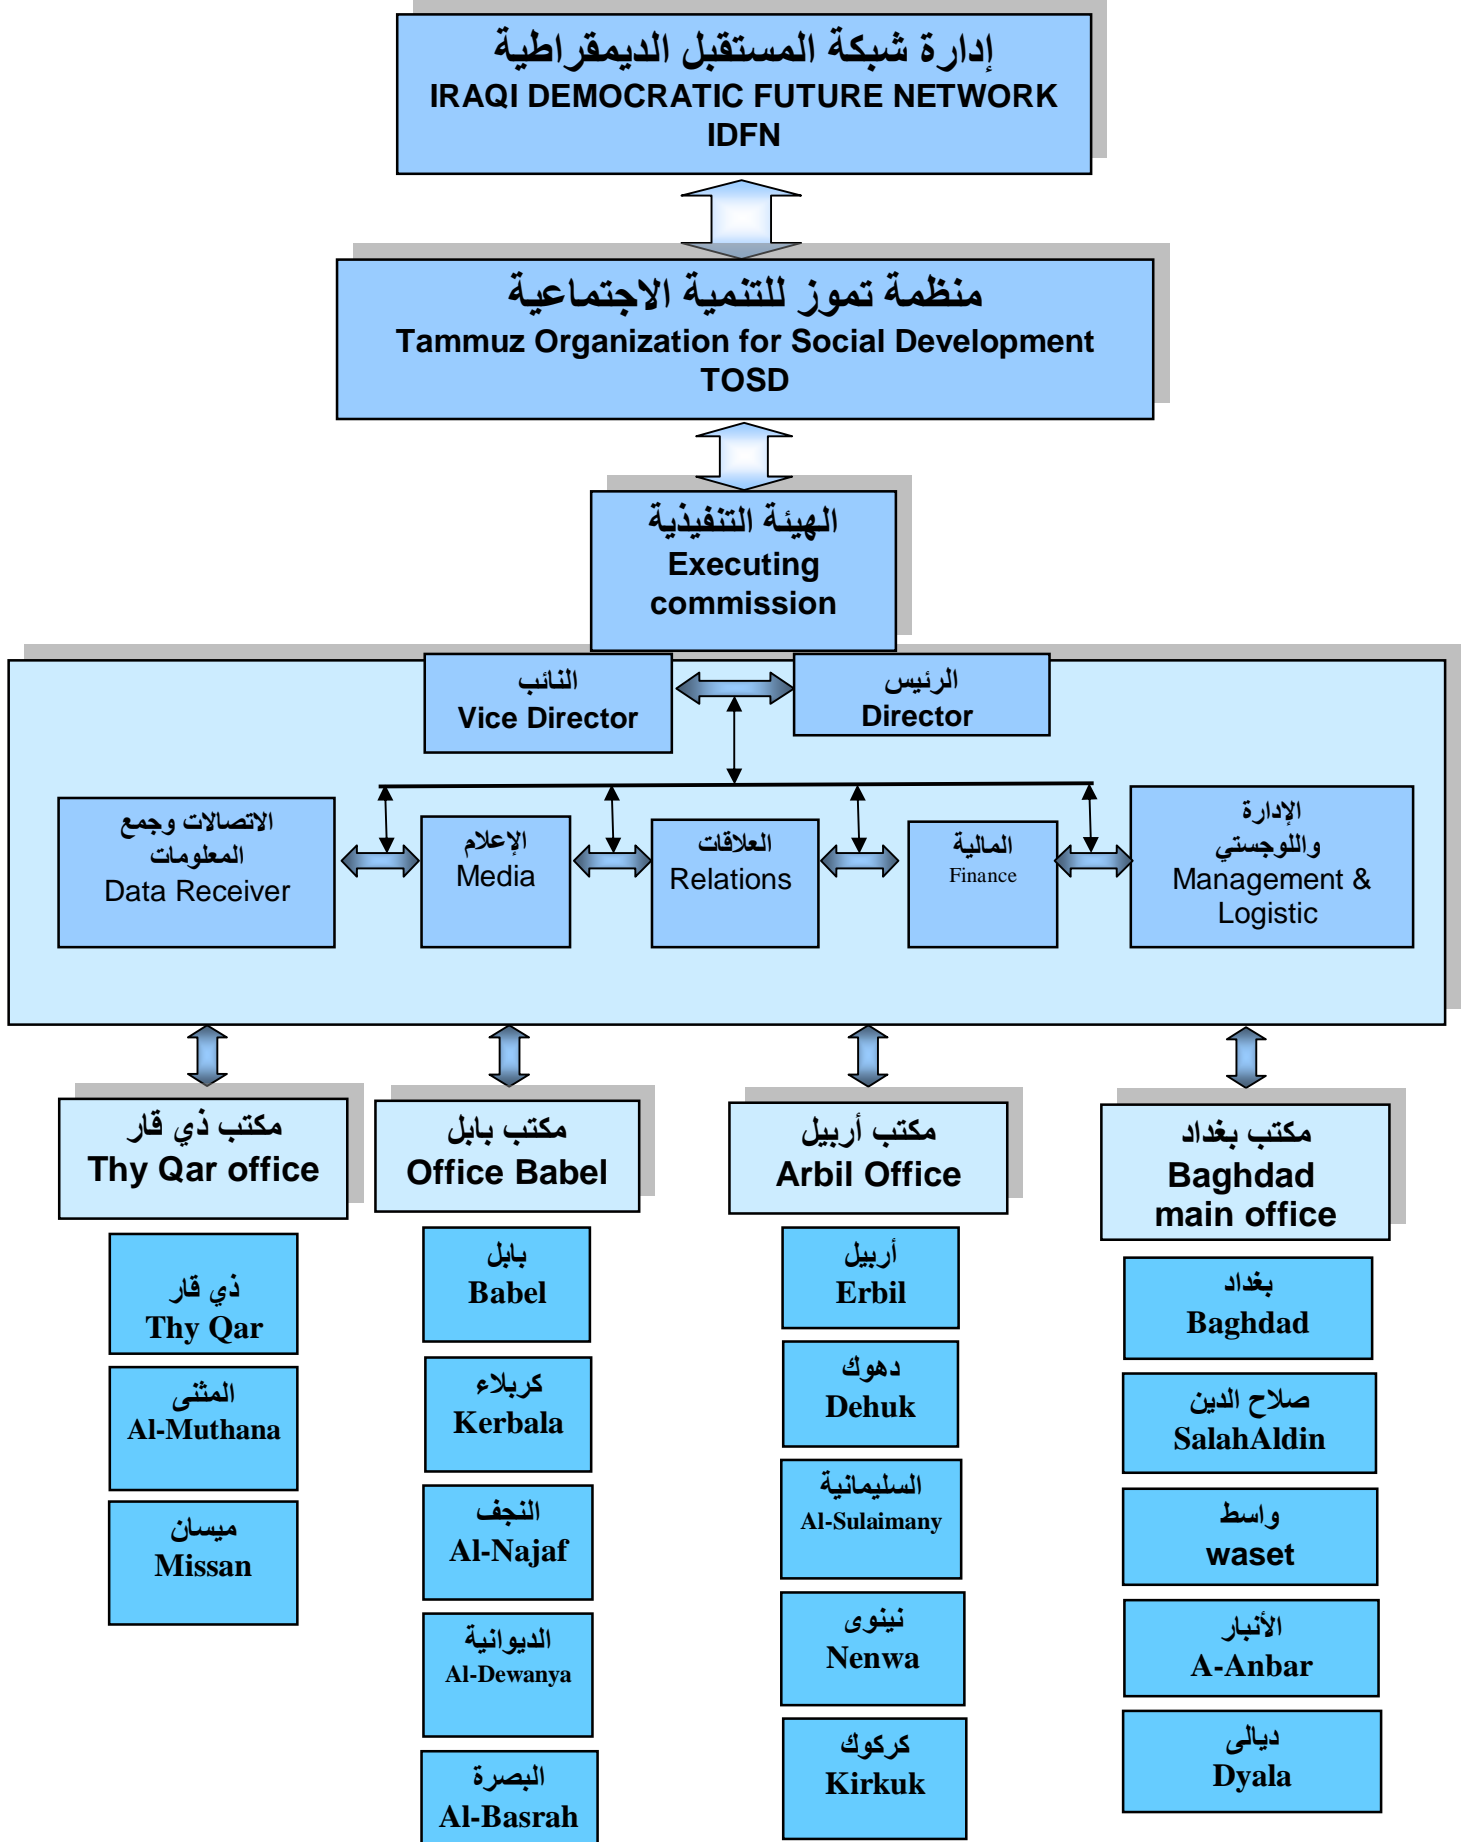 إدارة شبكة المستقبل الديمقراطية
IRAQI DEMOCRATIC FUTURE NETWORK
IDFN
منظمة تموز للتنمية الاجتماعية
Tammuz Organization for Social Development
TOSD
الهيئة التنفيذية
Executing
commission
النائب
Vice Director
الرئيس
Director
الاتصالات وجمع
المعلومات
Data Receiver
الإعلام
Media
العلاقات
Relations
المالية
Finance
الإدارة
واللوجستي
Management &
Logistic
مكتب ذي قار
Thy Qar office
ذي قار
Thy Qar
المثنى
Al-Muthana
ميسان
Missan
مكتب بابل
Office Babel
بابل
Babel
كربلاء
Kerbala
النجف
Al-Najaf
الديوانية
Al-Dewanya
البصرة
Al-Basrah
مكتب أربيل
Arbil Office
أربيل
Erbil
دهوك
Dehuk
السليمانية
Al-Sulaimany
نينوى
Nenwa
كركوك
Kirkuk
مكتب بغداد
Baghdad
main office
بغداد
Baghdad
صلاح الدين
SalahAldin
واسط
waset
الأنبار
A-Anbar
ديالى
Dyala